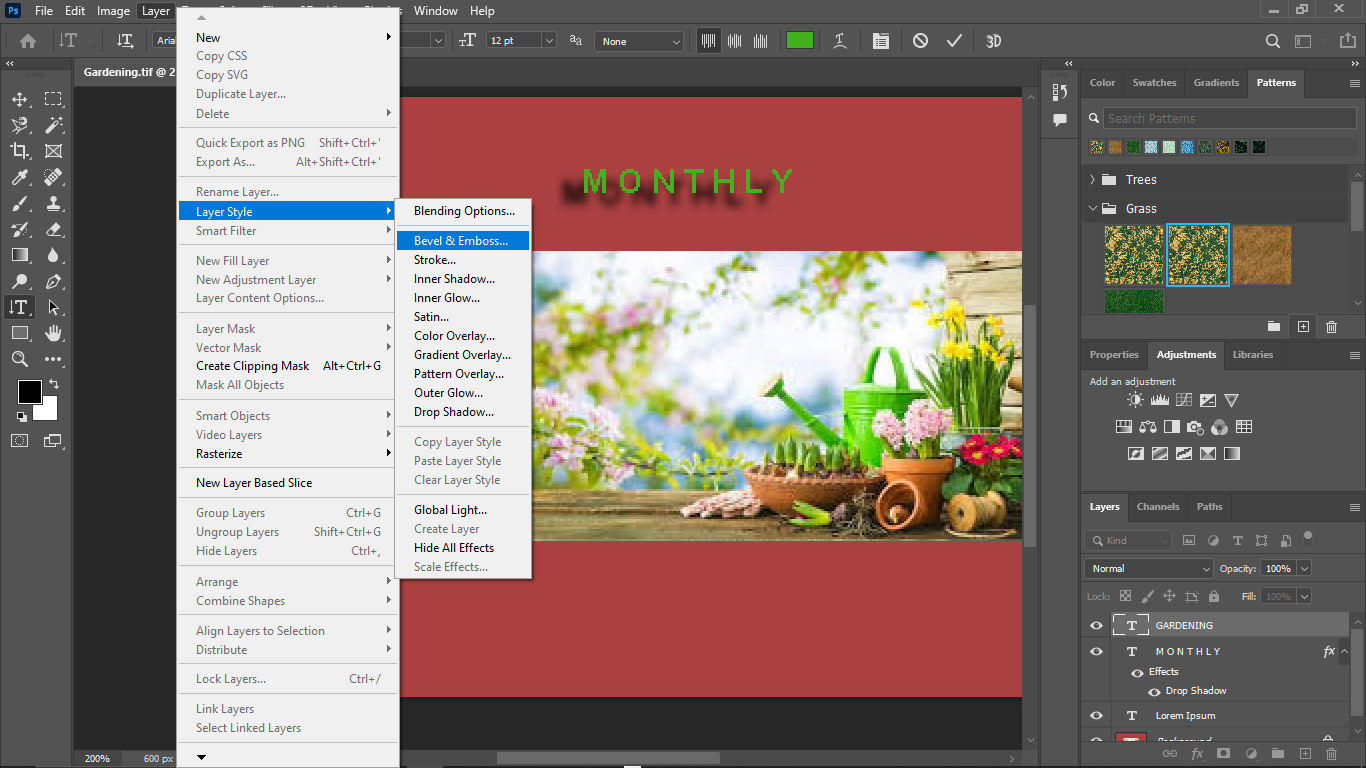 Ps File Edit Image Layer Window Help
12 pt None 3D
Gardening.tif @ 2
New
Copy CSS
Copy SVG
Duplicate Layer...
Delete
Quick Export as PNG Shift+Ctrl+'
Export As... Alt+Shift+Ctrl+'
Rename Layer...
Layer Style
Smart Filter
New Fill Layer
New Adjustment Layer
Layer Content Options...
Layer Mask
Vector Mask
Create Clipping Mask Alt+Ctrl+G
Mask All Objects
Smart Objects
Video Layers
Rasterize
New Layer Based Slice
Group Layers Ctrl+G
Ungroup Layers Shift+Ctrl+G
Hide Layers Ctrl+,
Arrange
Combine Shapes
Align Layers to Selection
Distribute
Lock Layers... Ctrl+/
Link Layers
Select Linked Layers
Blending Options...
Bevel & Emboss...
Stroke...
Inner Shadow...
Inner Glow...
Satin...
Color Overlay...
Gradient Overlay...
Pattern Overlay...
Outer Glow...
Drop Shadow...
Copy Layer Style
Paste Layer Style
Clear Layer Style
Global Light...
Create Layer
Hide All Effects
Scale Effects...
MONTHLY
200% 600 px
Color Swatches Gradients Patterns
Search Patterns
Trees
Grass
Properties Adjustments Libraries
Add an adjustment
Layers Channels Paths
Kind
Normal Opacity: 100%
Lock: Fill: 100%
GARDENING
M O N T H L Y fx
Effects
Drop Shadow
Lorem Ipsum
fx